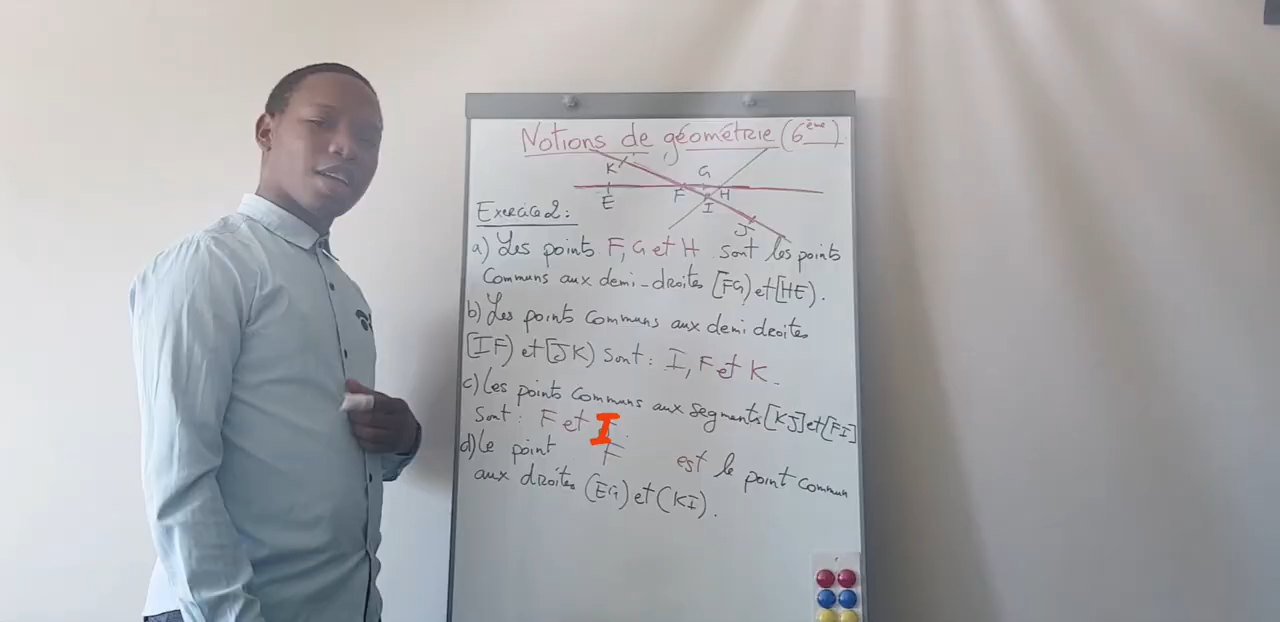 Notions de géométrie (6ème)
K
G
E F H
I
J
Exercice 2 :
a) Les points F, G et H sont les points
communs aux demi-droites [FG) et [HE).
b) Les points communs aux demi droites
[IF) et [JK) sont : I, F et K.
c) Les points communs aux segments [KJ] et [FI]
sont : F et I
d) Le point F est le point commun
aux droites (EG) et (KI).